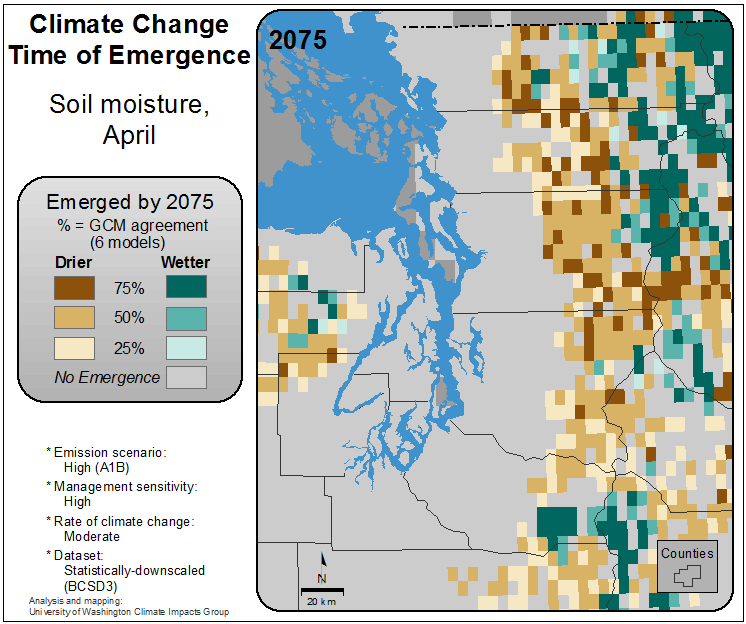 Climate Change
Time of Emergence
Soil moisture,
April
Emerged by 2075
% = GCM agreement
(6 models)
Drier Wetter
75%
50%
25%
No Emergence
* Emission scenario:
High (A1B)
* Management sensitivity:
High
* Rate of climate change:
Moderate
* Dataset:
Statistically-downscaled
(BCSD3)
Analysis and mapping:
University of Washington Climate Impacts Group
2075
N
20 km
Counties